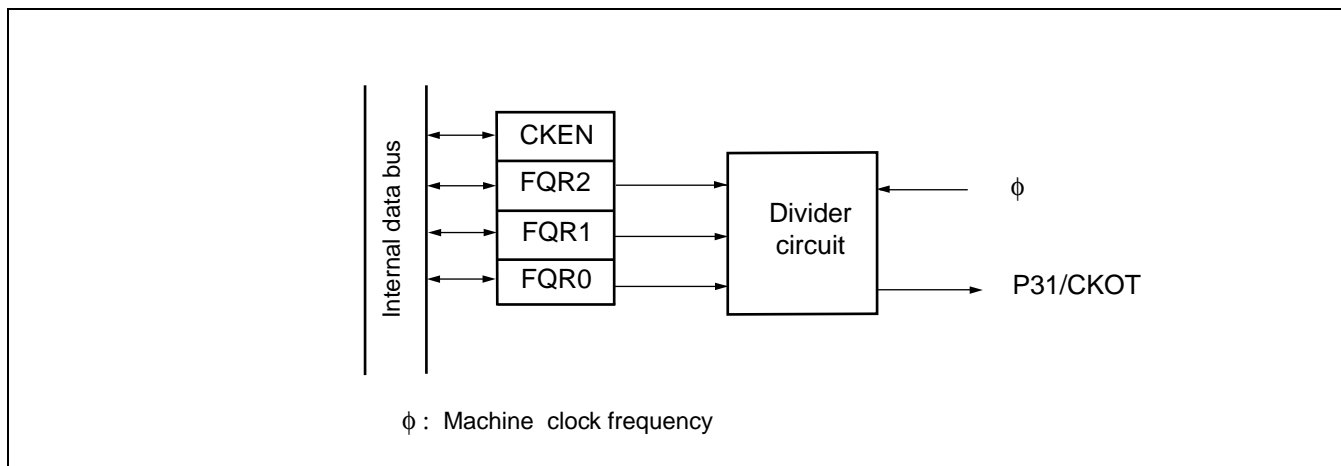 Internal data bus
CKEN
FQR2
FQR1
FQR0
Divider
circuit
ϕ
P31/CKOT
ϕ : Machine clock frequency